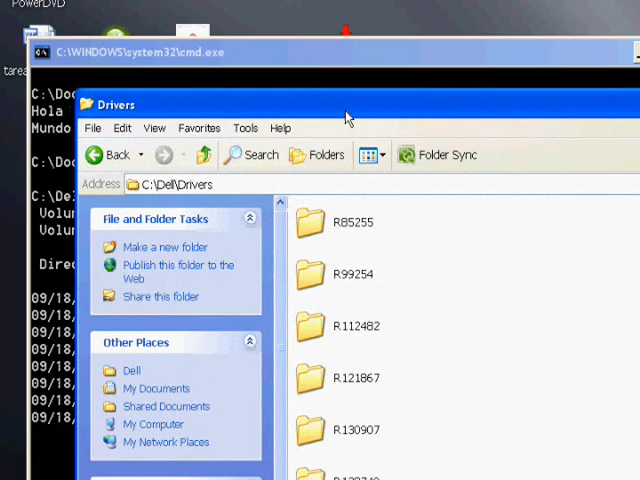 PowerDVD
tarea
C:\WINDOWS\system32\cmd.exe
C:\Doc
Hola
Mundo
C:\Doc
C:\Del
Volu
Volu
Direc
09/18/
09/18/
09/18/
09/18/
09/18/
09/18/
09/18/
09/18/
Drivers
File Edit View Favorites Tools Help
Back Search Folders Folder Sync
Address C:\Dell\Drivers
File and Folder Tasks
Make a new folder
Publish this folder to the
Web
Share this folder
Other Places
Dell
My Documents
Shared Documents
My Computer
My Network Places
R85255
R99254
R112482
R121867
R130907